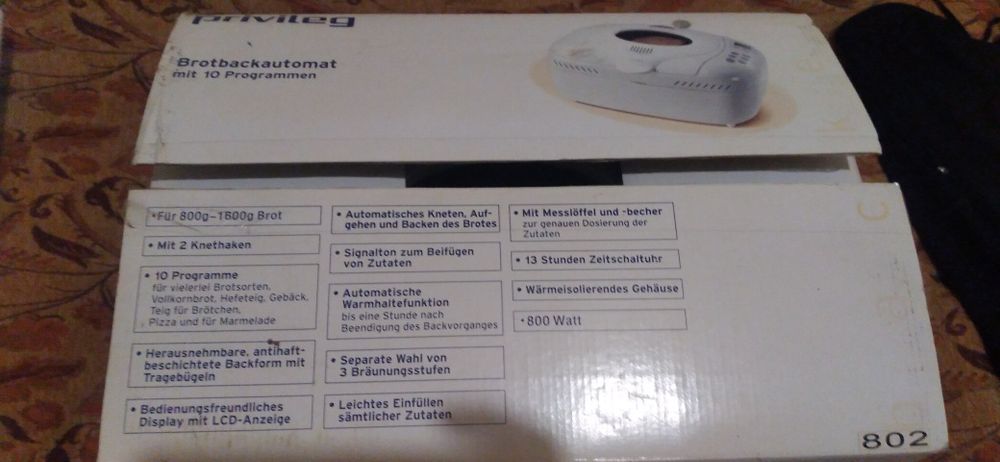 privileg
Brotbackautomat
mit 10 Programmen
•Für 800g-1600g Brot
• Mit 2 Knethaken
• 10 Programme
für vielerlei Brotsorten,
Vollkornbrot, Hefeteig, Gebäck,
Teig für Brötchen,
Pizza und für Marmelade
• Herausnehmbare, antihaft-
beschichtete Backform mit
Tragebügeln
• Bedienungsfreundliches
Display mit LCD-Anzeige
• Automatisches Kneten, Auf-
gehen und Backen des Brotes
• Signalton zum Beifügen
von Zutaten
• Automatische
Warmhaltefunktion
bis eine Stunde nach
Beendigung des Backvorganges
• Separate Wahl von
3 Bräunungsstufen
• Leichtes Einfüllen
sämtlicher Zutaten
• Mit Messlöffel und -becher
zur genauen Dosierung der
Zutaten
• 13 Stunden Zeitschaltuhr
• Wärmeisolierendes Gehäuse
•800 Watt
802